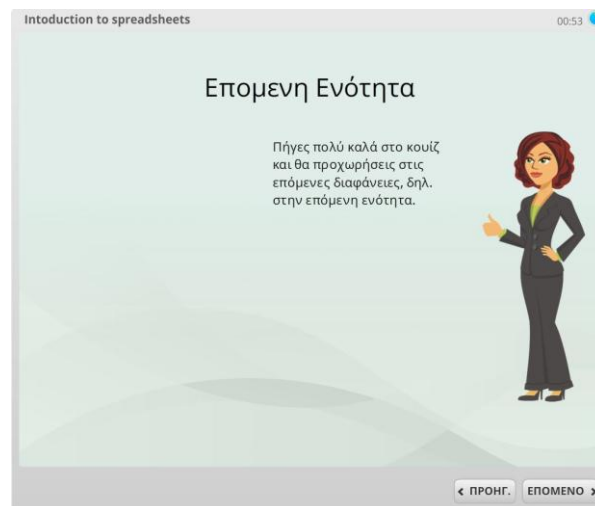 Intoduction to spreadsheets
00:53
Επομενη Ενότητα
Πήγες πολύ καλά στο κουίζ
και θα προχωρήσεις στις
επόμενες διαφάνειες, δηλ.
στην επόμενη ενότητα.
ΠΡΟΗΓ. ΕΠΟΜΕΝΟ